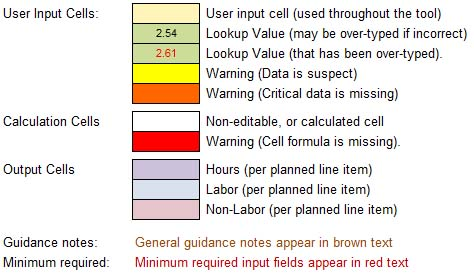 User Input Cells: User input cell (used throughout the tool)
2.54 Lookup Value (may be over-typed if incorrect)
2.61 Lookup Value (that has been over-typed).
Warning (Data is suspect)
Warning (Critical data is missing)
Calculation Cells Non-editable, or calculated cell
Warning (Cell formula is missing).
Output Cells Hours (per planned line item)
Labor (per planned line item)
Non-Labor (per planned line item)
Guidance notes: General guidance notes appear in brown text
Minimum required: Minimum required input fields appear in red text